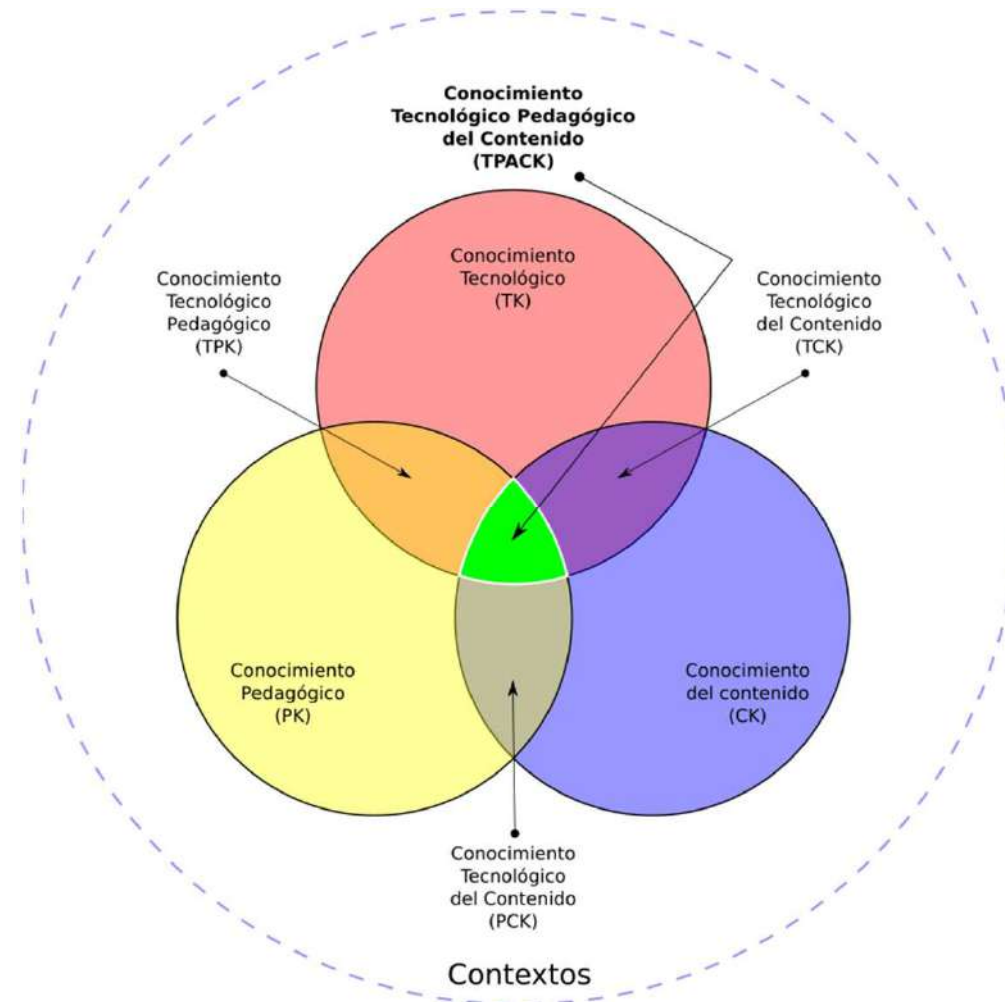 Conocimiento
Tecnológico Pedagógico
del Contenido
(TPACK)
Conocimiento
Tecnológico
(TK)
Conocimiento
Tecnológico
Pedagógico
(TPK)
Conocimiento
Tecnológico
del Contenido
(TCK)
Conocimiento
Pedagógico
(PK)
Conocimiento
del contenido
(CK)
Conocimiento
Tecnológico
del Contenido
(PCK)
Contextos